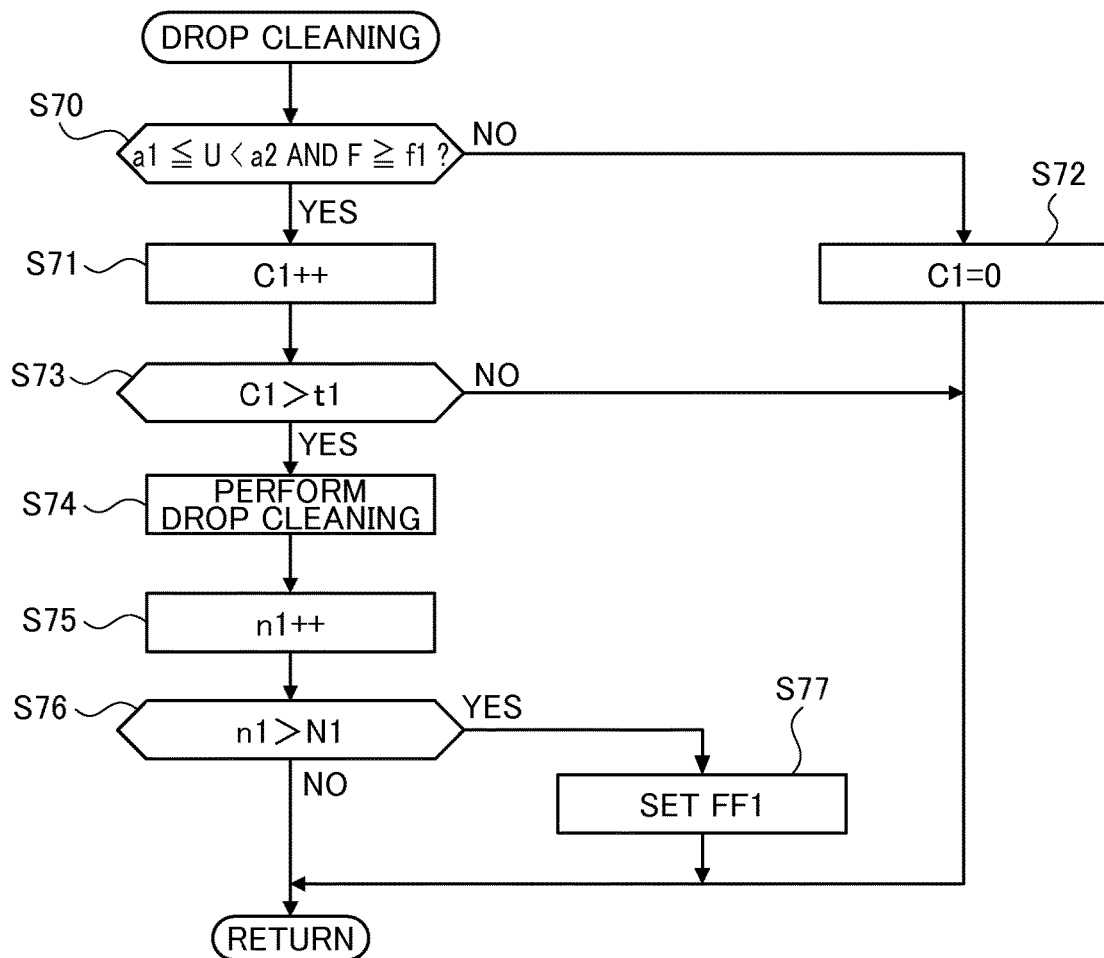 DROP CLEANING
S70
a1 ≦ U < a2 AND F ≧ f1 ?
NO
YES
S72
S71
C1++
C1=0
S73
C1>t1
NO
YES
S74
PERFORM
DROP CLEANING
S75
n1++
S76
n1>N1
YES
S77
NO
SET FF1
RETURN